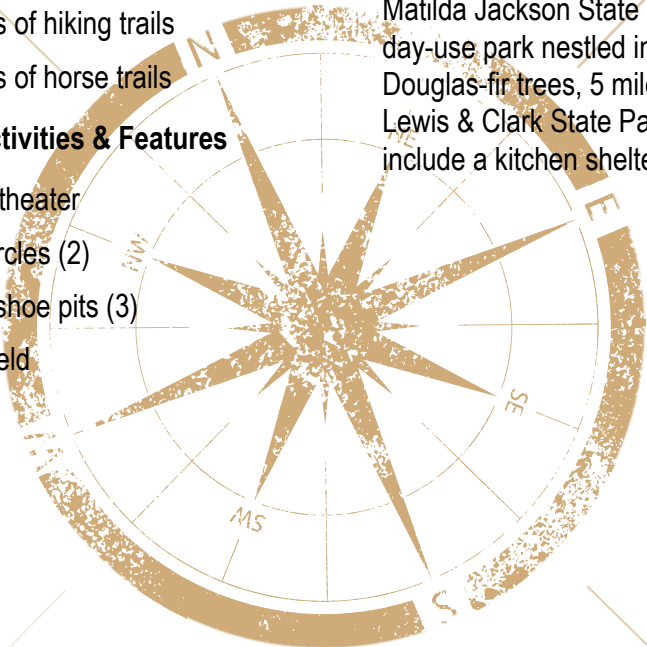 s of hiking trails
s of horse trails
ctivities & Features
theater
rcles (2)
shoe pits (3)
eld
Matilda Jackson State
day-use park nestled in
Douglas-fir trees, 5 mile
Lewis & Clark State Pa
include a kitchen shelte
N
NE
E
SE
S
SW
NW